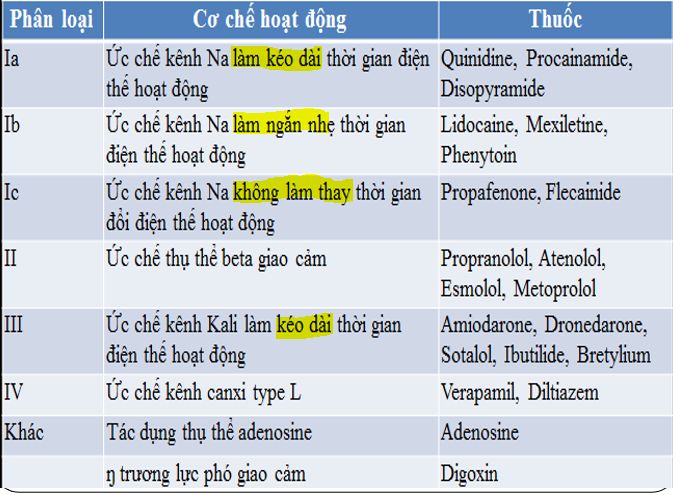 Phân loại Cơ chế hoạt động Thuốc
Ia Ức chế kênh Na làm kéo dài thời gian điện Quinidine, Procainamide,
thế hoạt động Disopyramide
Ib Ức chế kênh Na làm ngắn nhẹ thời gian Lidocaine, Mexiletine,
điện thế hoạt động Phenytoin
Ic Ức chế kênh Na không làm thay thời gian Propafenone, Flecainide
đổi điện thế hoạt động
II Ức chế thụ thể beta giao cảm Propranolol, Atenolol,
Esmolol, Metoprolol
III Ức chế kênh Kali làm kéo dài thời gian Amiodarone, Dronedarone,
điện thế hoạt động Sotalol, Ibutilide, Bretylium
IV Ức chế kênh canxi type L Verapamil, Diltiazem
Khác Tác dụng thụ thể adenosine Adenosine
ŋ trương lực phó giao cảm Digoxin